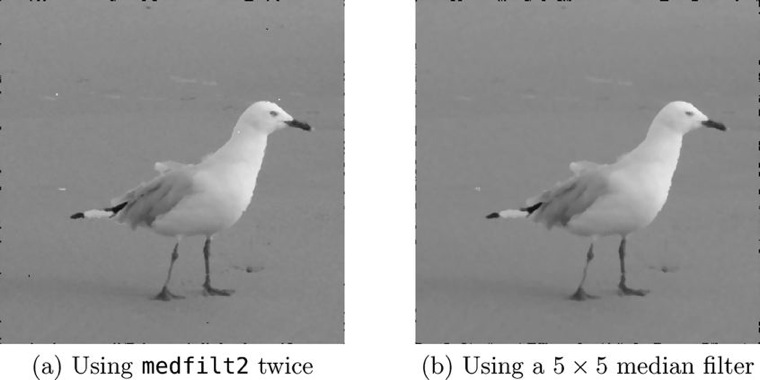 (a) Using medfilt2 twice
(b) Using a 5 × 5 median filter